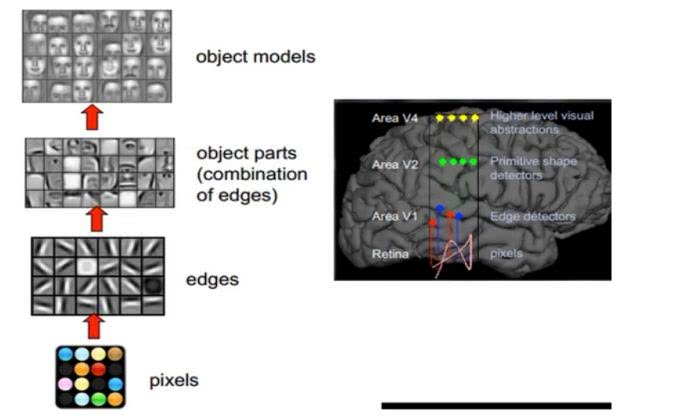 object models
object parts
(combination
of edges)
edges
pixels
Area V4
Higher level visual
abstractions
Area V2
Primitive shape
detectors
Area V1
Edge detectors
Retina
pixels